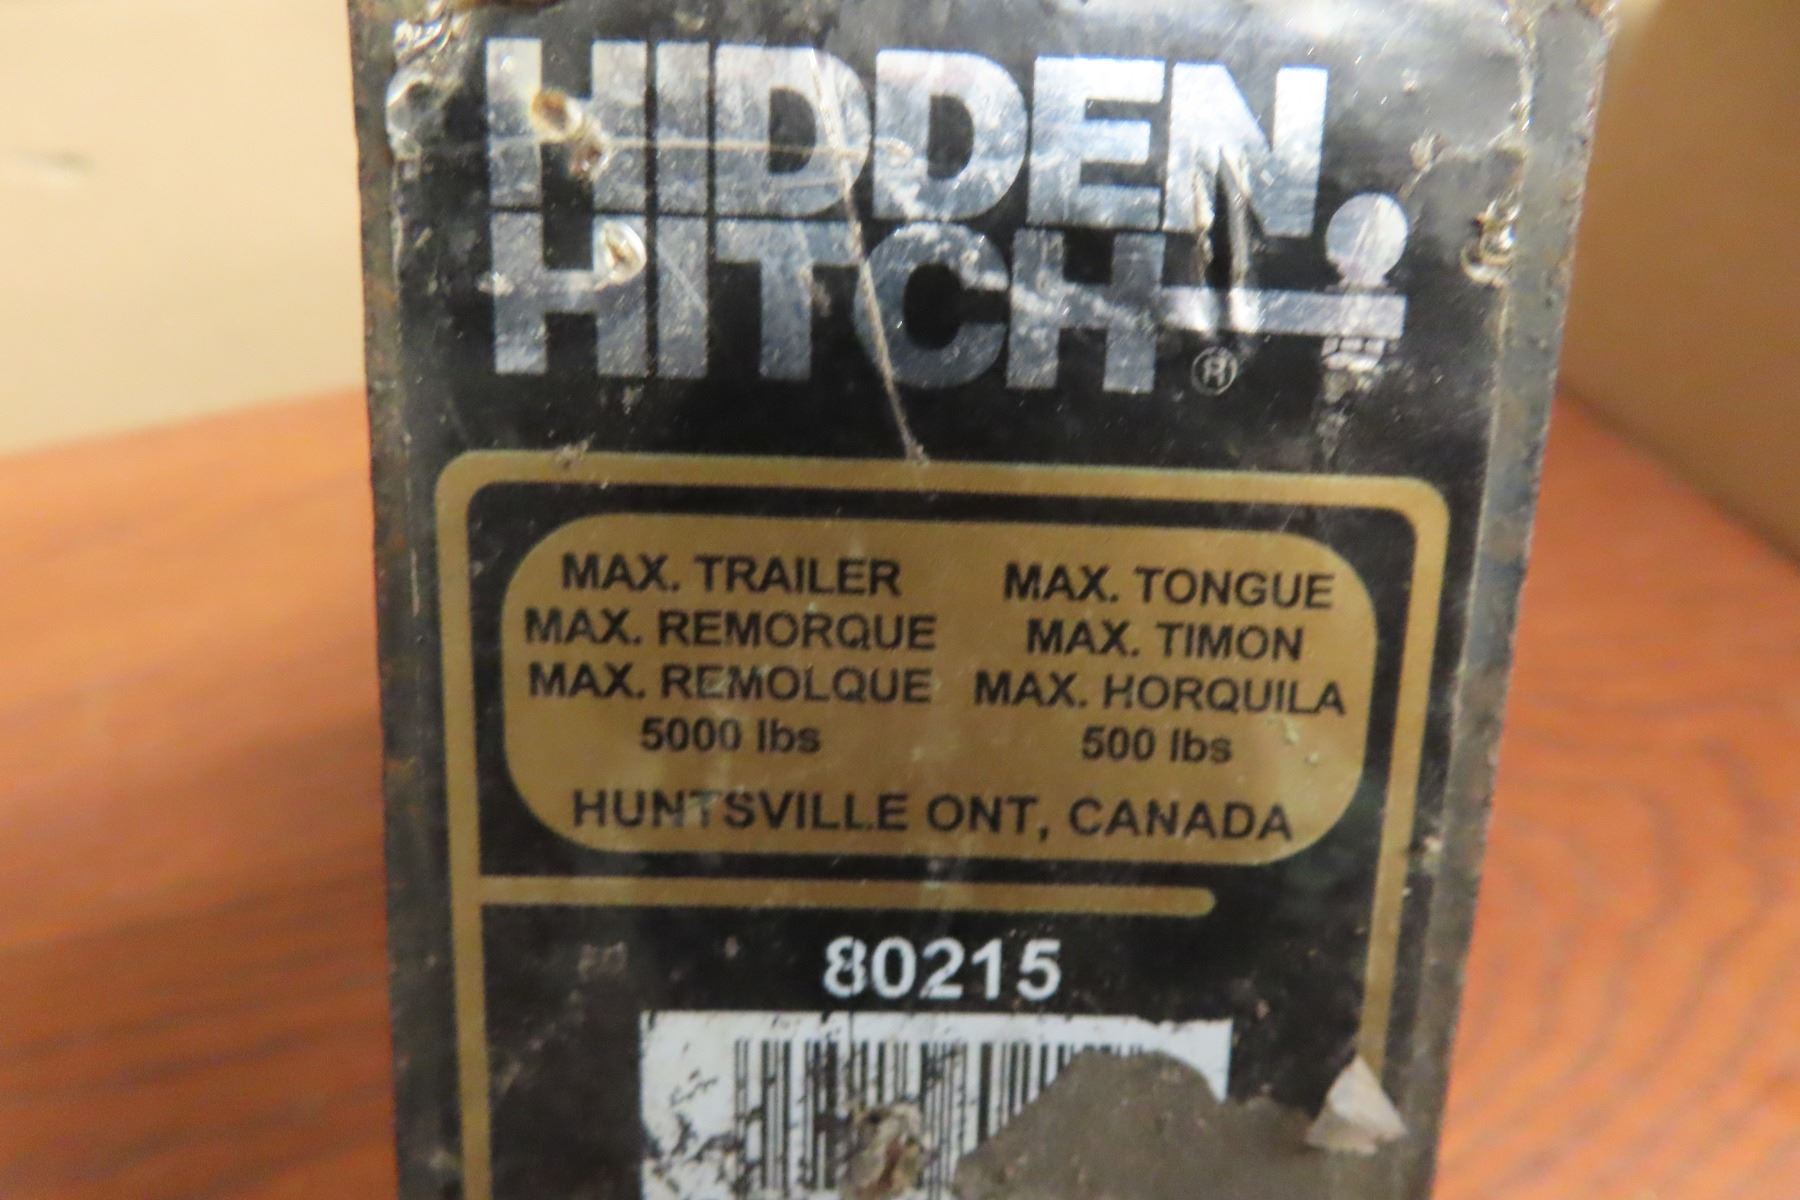 HIDDEN
HITCH ®
MAX. TRAILER MAX. TONGUE
MAX. REMORQUE MAX. TIMON
MAX. REMOLQUE MAX. HORQUILA
5000 lbs 500 lbs
HUNTSVILLE ONT, CANADA
80215